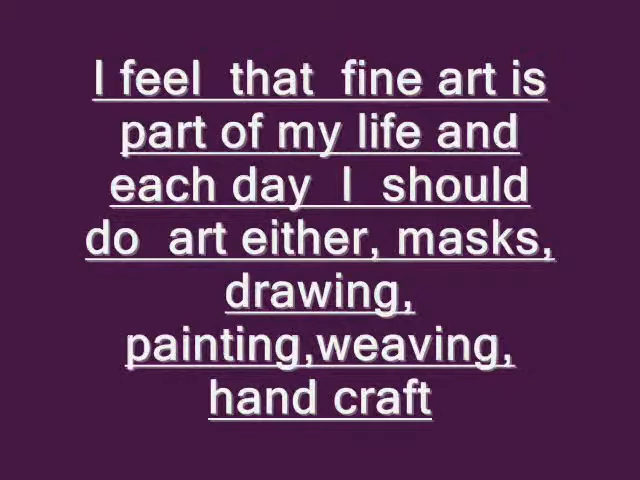 I feel  that  fine art is
part of my life and
each day  I  should
do  art either, masks,
drawing,
painting,weaving,
hand craft